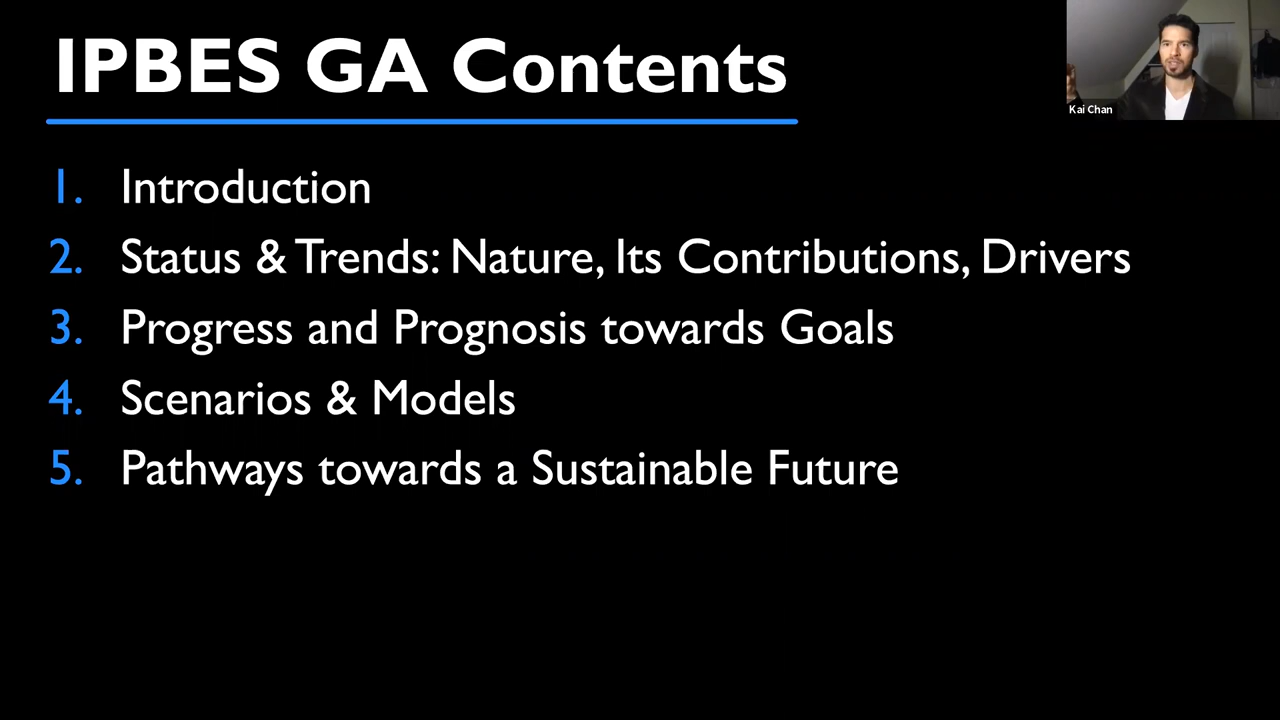 IPBES GA Contents
Kai Chan
1. Introduction
2. Status & Trends: Nature, Its Contributions, Drivers
3. Progress and Prognosis towards Goals
4. Scenarios & Models
5. Pathways towards a Sustainable Future